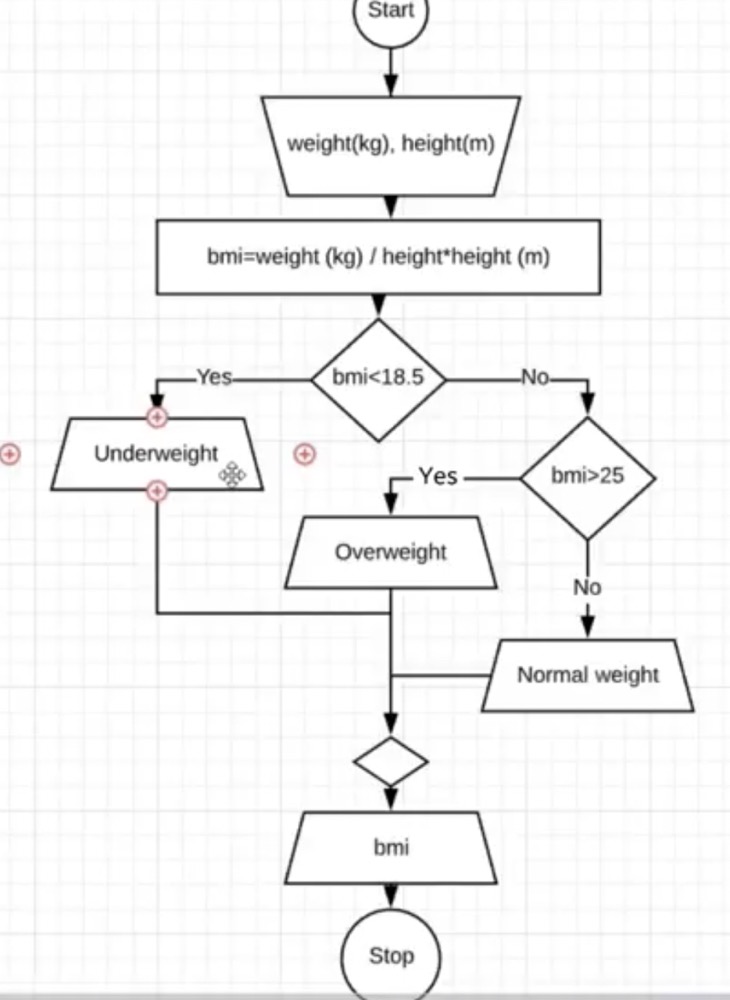 Start
weight(kg), height(m)
bmi=weight (kg) / height*height (m)
bmi<18.5
Yes
No
Underweight
bmi>25
Yes
Overweight
No
Normal weight
bmi
Stop